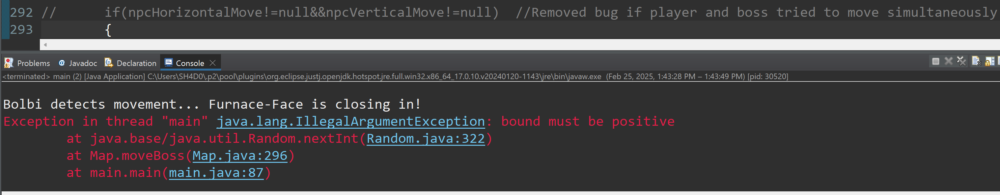 292 //      if(npcHorizontalMove!=null&&npcVerticalMove!=null)  //Removed bug if player and boss tried to move simultaneously
293         {
Problems @ Javadoc Declaration Console
<terminated> main (2) [Java Application] C:\Users\SH4D0\.p2\pool\plugins\org.eclipse.justj.openjdk.hotspot.jre.full.win32.x86_64_17.0.10.v20240120-1143\jre\bin\javaw.exe  (Feb 25, 2025, 1:43:28 PM – 1:43:49 PM) [pid: 30520]
Bolbi detects movement... Furnace-Face is closing in!
Exception in thread "main" java.lang.IllegalArgumentException: bound must be positive
        at java.base/java.util.Random.nextInt(Random.java:322)
        at Map.moveBoss(Map.java:296)
        at main.main(main.java:87)